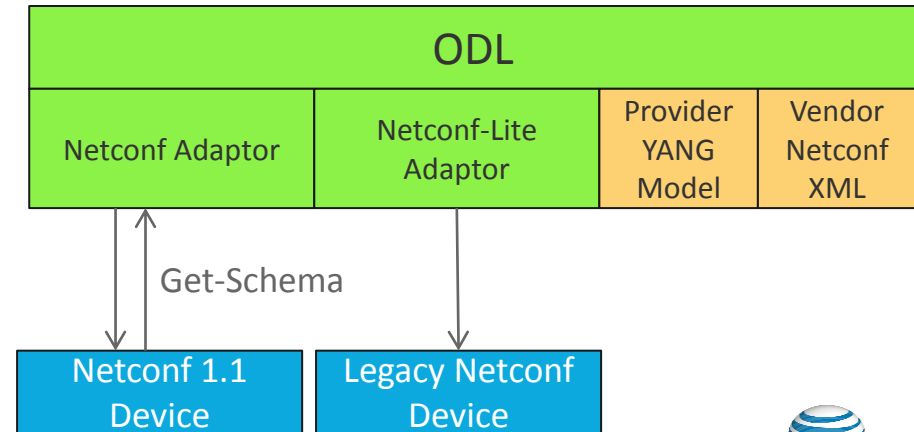 ODL
Netconf Adaptor
Netconf-Lite
Adaptor
Provider
YANG
Model
Vendor
Netconf
XML
Get-Schema
Netconf 1.1
Device
Legacy Netconf
Device